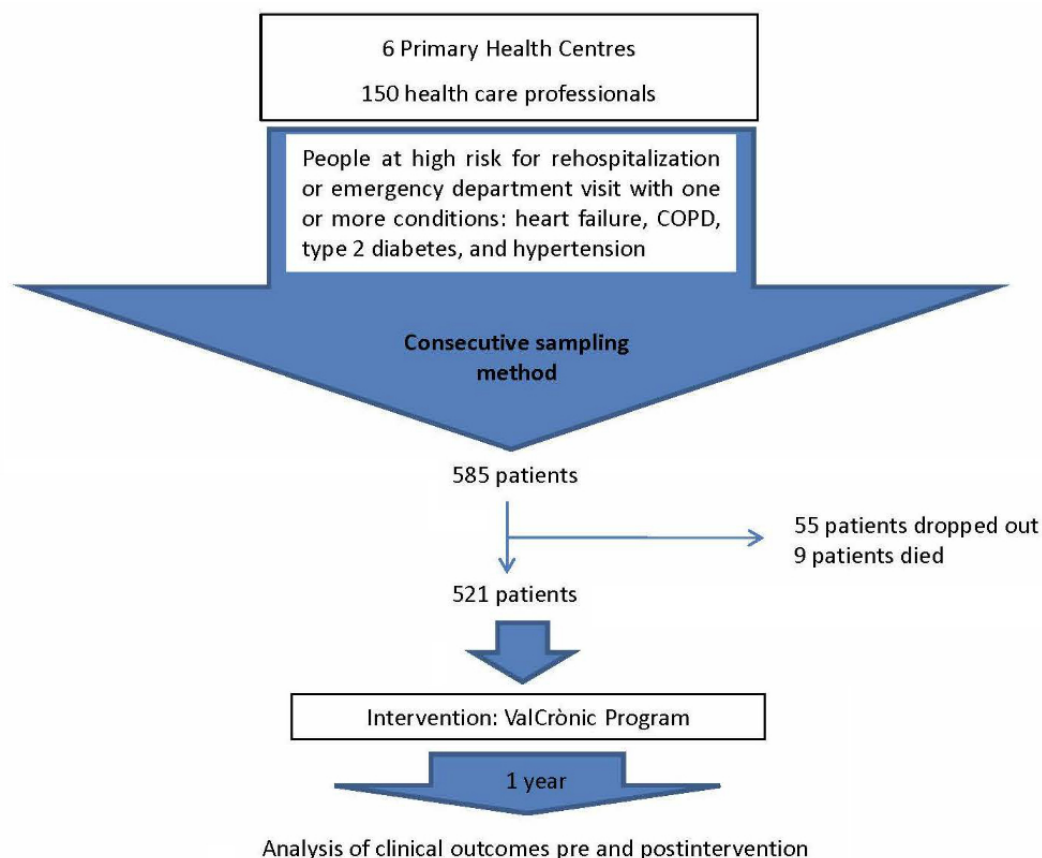 6 Primary Health Centres
150 health care professionals
People at high risk for rehospitalization
or emergency department visit with one
or more conditions: heart failure, COPD,
type 2 diabetes, and hypertension
Consecutive sampling
method
585 patients
55 patients dropped out
9 patients died
521 patients
Intervention: ValCrònic Program
1 year
Analysis of clinical outcomes pre and postintervention